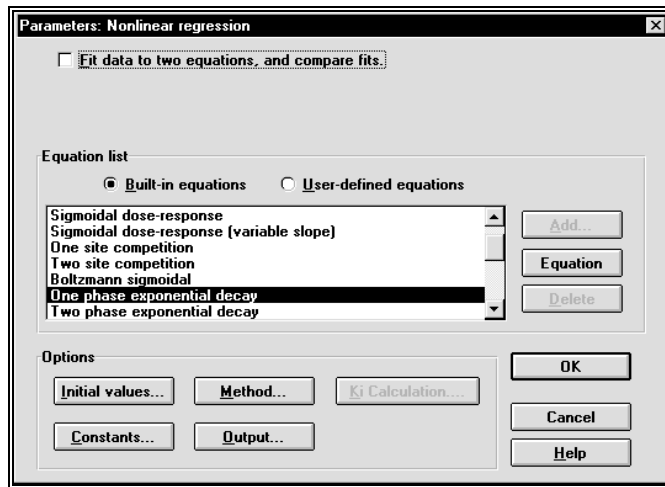 Parameters: Nonlinear regression
Fit data to two equations, and compare fits.
Equation list
Built-in equations
User-defined equations
Sigmoidal dose-response
Sigmoidal dose-response (variable slope)
One site competition
Two site competition
Boltzmann sigmoidal
One phase exponential decay
Two phase exponential decay
Add...
Equation
Delete
Options
Initial values...
Method...
Ki Calculation....
Constants...
Output...
OK
Cancel
Help